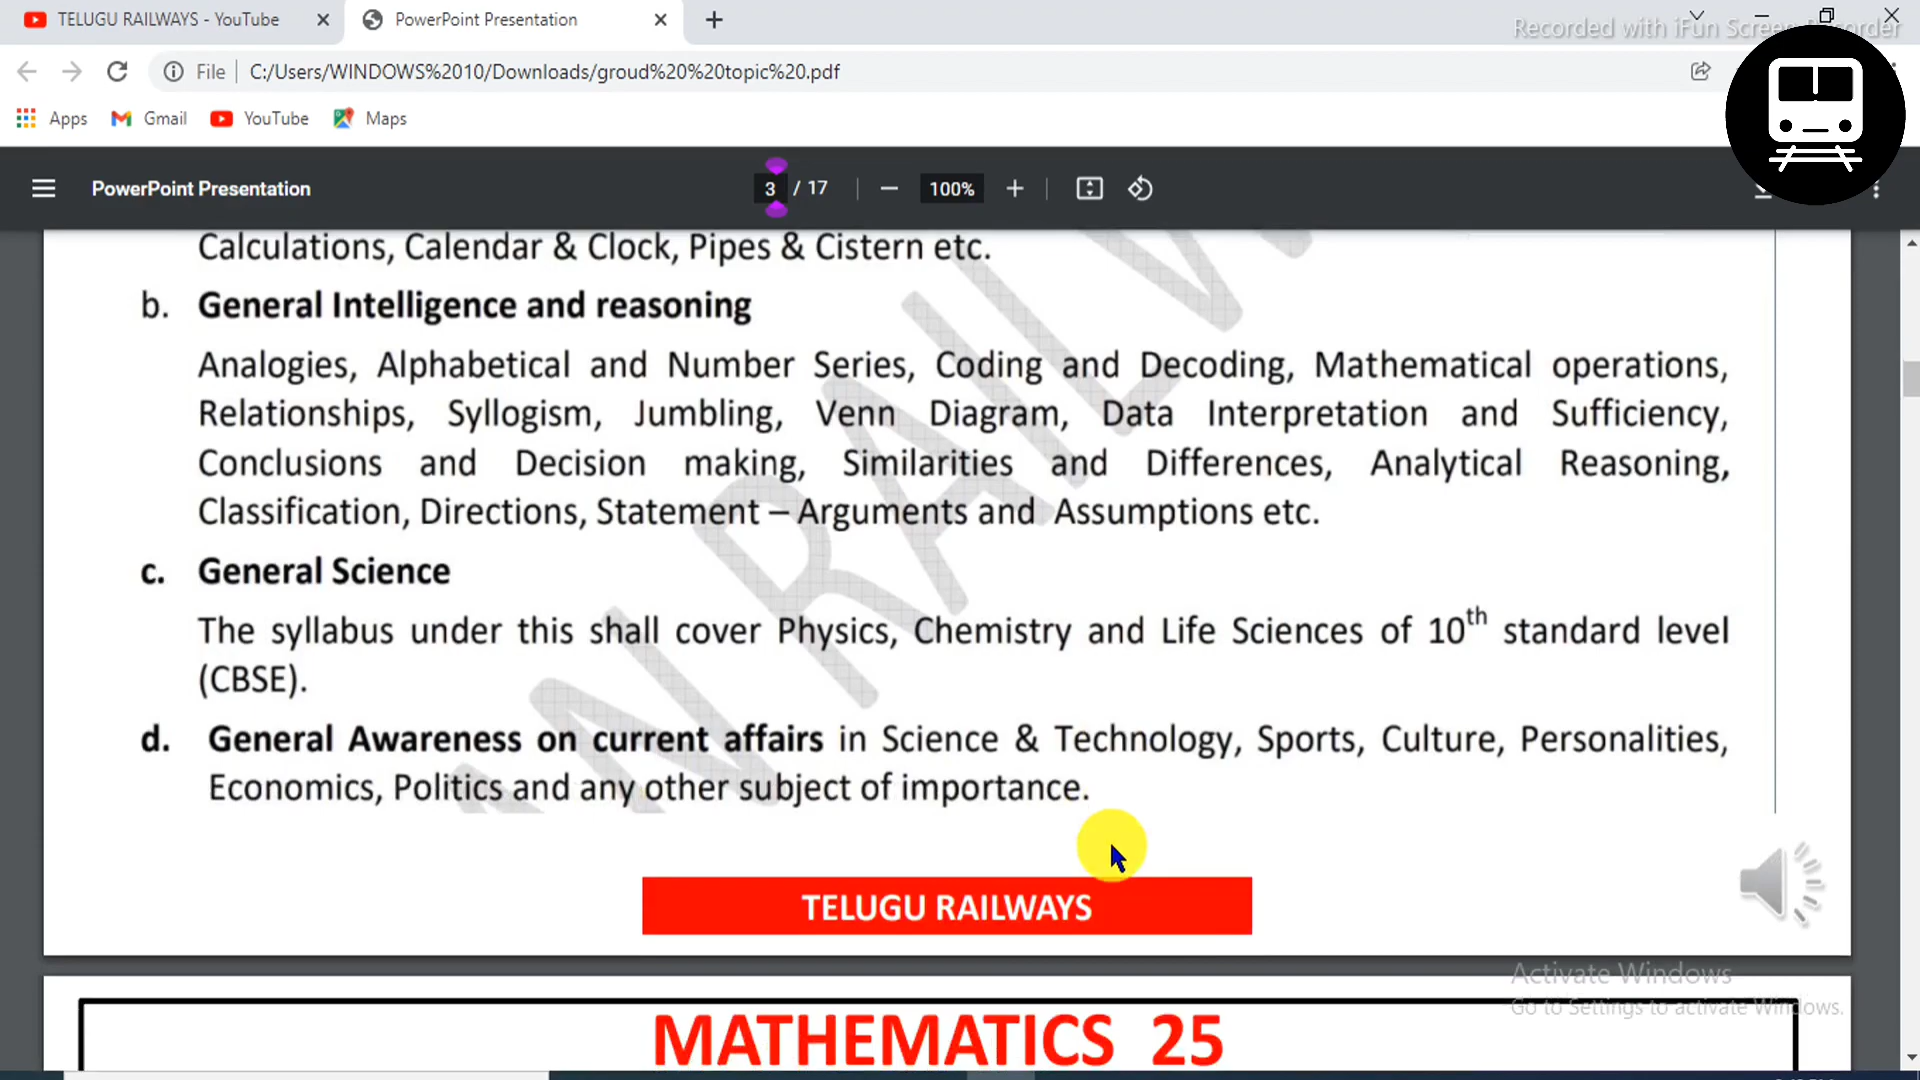 TELUGU RAILWAYS - YouTube
PowerPoint Presentation
Recorded with iFun Screen
File C:/Users/WINDOWS%2010/Downloads/groud%20%20topic%20.pdf
Apps Gmail YouTube Maps
PowerPoint Presentation 3 / 17 100%
Calculations, Calendar & Clock, Pipes & Cistern etc.
b. General Intelligence and reasoning
Analogies, Alphabetical and Number Series, Coding and Decoding, Mathematical operations,
Relationships, Syllogism, Jumbling, Venn Diagram, Data Interpretation and Sufficiency,
Conclusions and Decision making, Similarities and Differences, Analytical Reasoning,
Classification, Directions, Statement – Arguments and Assumptions etc.
c. General Science
The syllabus under this shall cover Physics, Chemistry and Life Sciences of 10th standard level
(CBSE).
d. General Awareness on current affairs in Science & Technology, Sports, Culture, Personalities,
Economics, Politics and any other subject of importance.
TELUGU RAILWAYS
Activate Windows
Go to Settings to activate Windows.
MATHEMATICS 25